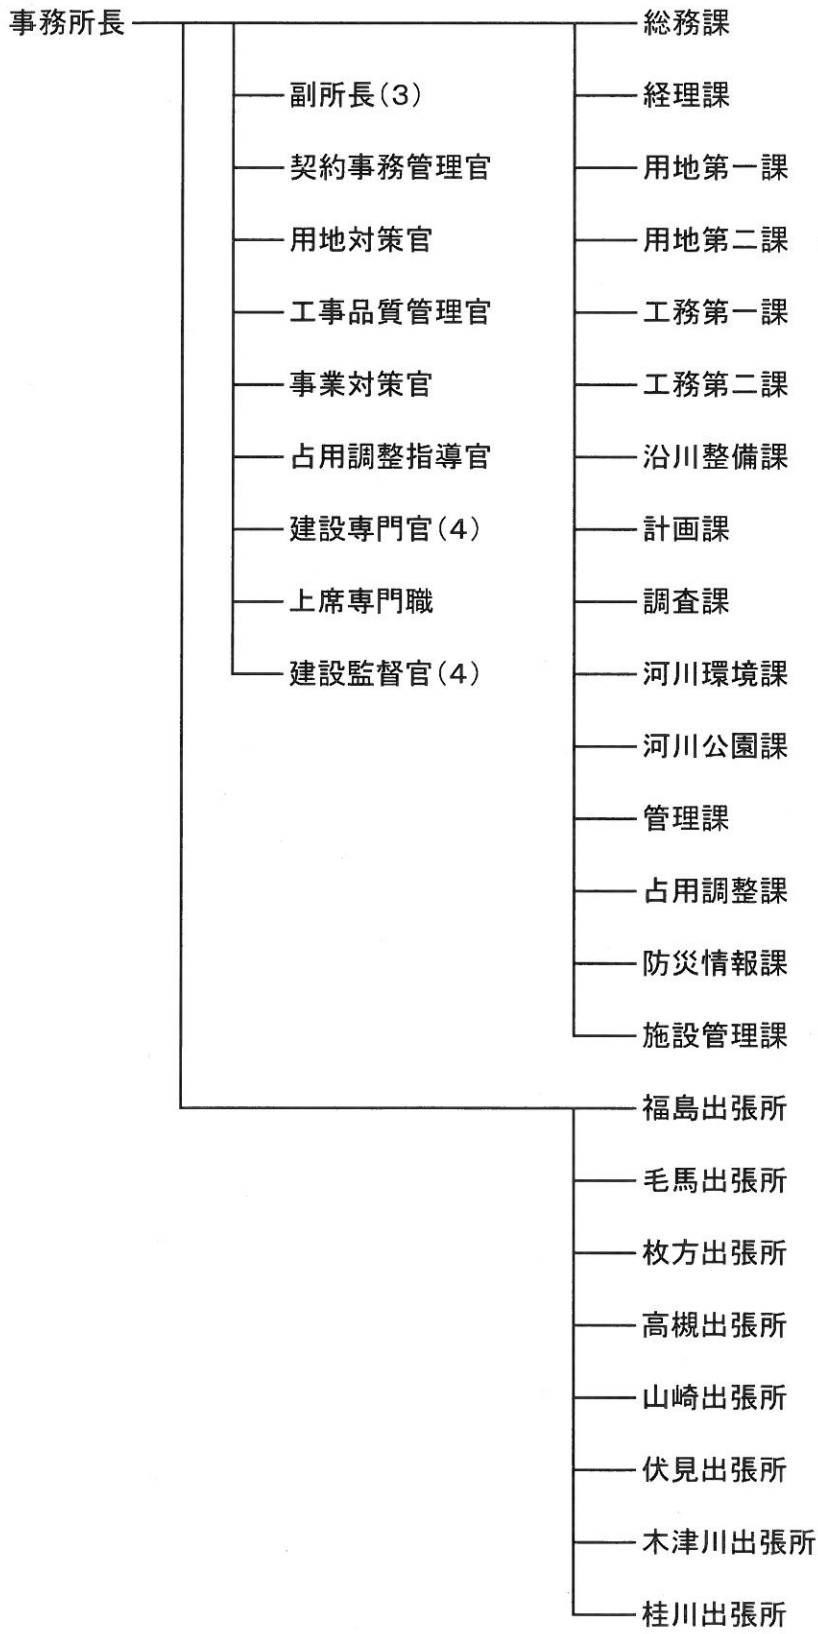 事務所長
副所長(3)
契約事務管理官
用地対策官
工事品質管理官
事業対策官
占用調整指導官
建設専門官(4)
上席専門職
建設監督官(4)
総務課
経理課
用地第一課
用地第二課
工務第一課
工務第二課
沿川整備課
計画課
調査課
河川環境課
河川公園課
管理課
占用調整課
防災情報課
施設管理課
福島出張所
毛馬出張所
枚方出張所
高槻出張所
山崎出張所
伏見出張所
木津川出張所
桂川出張所